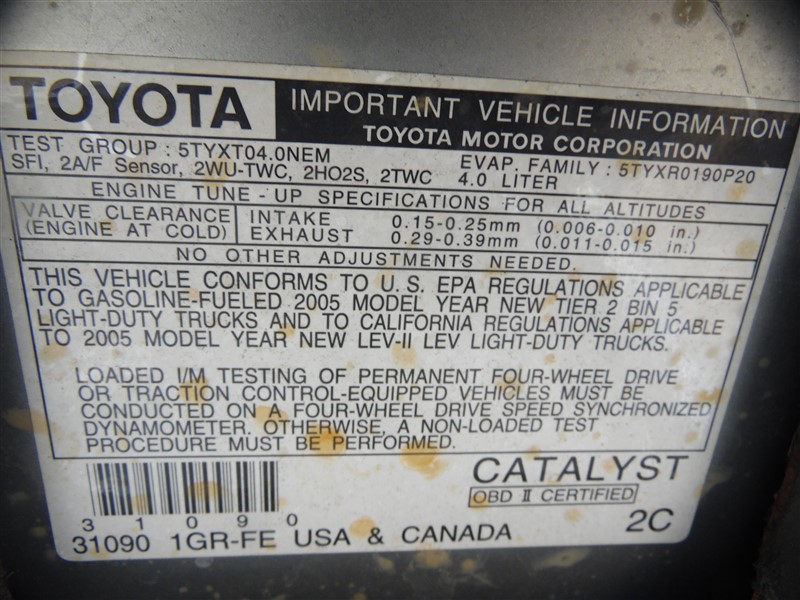 TOYOTA
IMPORTANT VEHICLE INFORMATION
TOYOTA MOTOR CORPORATION
TEST GROUP : 5TYXT04.0NEM
EVAP. FAMILY : 5TYXR0190P20
SFI, 2A/F Sensor, 2WU-TWC, 2HO2S, 2TWC 4.0 LITER
ENGINE TUNE-UP SPECIFICATIONS FOR ALL ALTITUDES
VALVE CLEARANCE INTAKE 0.15-0.25mm (0.006-0.010 in.)
(ENGINE AT COLD) EXHAUST 0.29-0.39mm (0.011-0.015 in.)
NO OTHER ADJUSTMENTS NEEDED.
THIS VEHICLE CONFORMS TO U.S. EPA REGULATIONS APPLICABLE
TO GASOLINE-FUELED 2005 MODEL YEAR NEW TIER 2 BIN 5
LIGHT-DUTY TRUCKS AND TO CALIFORNIA REGULATIONS APPLICABLE
TO 2005 MODEL YEAR NEW LEV-II LEV LIGHT-DUTY TRUCKS.
LOADED I/M TESTING OF PERMANENT FOUR-WHEEL DRIVE
OR TRACTION CONTROL-EQUIPPED VEHICLES MUST BE
CONDUCTED ON A FOUR-WHEEL DRIVE SPEED SYNCHRONIZED
DYNAMOMETER. OTHERWISE, A NON-LOADED TEST
PROCEDURE MUST BE PERFORMED.
CATALYST
OBD II CERTIFIED
31090
31090 1GR-FE USA & CANADA 2C